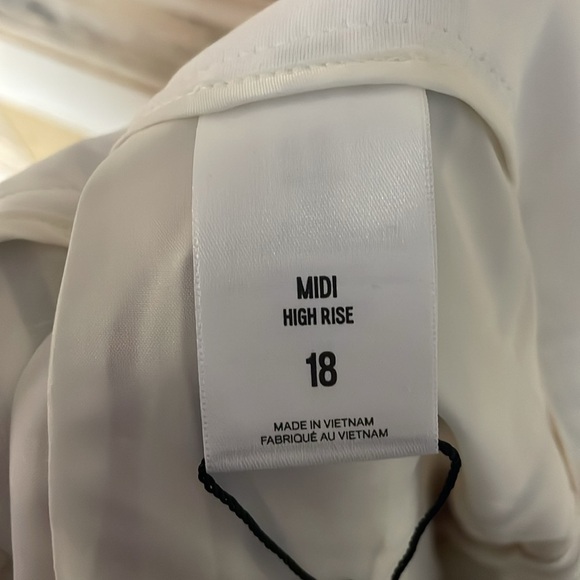 MIDI
HIGH RISE
18
MADE IN VIETNAM
FABRIQUÉ AU VIETNAM